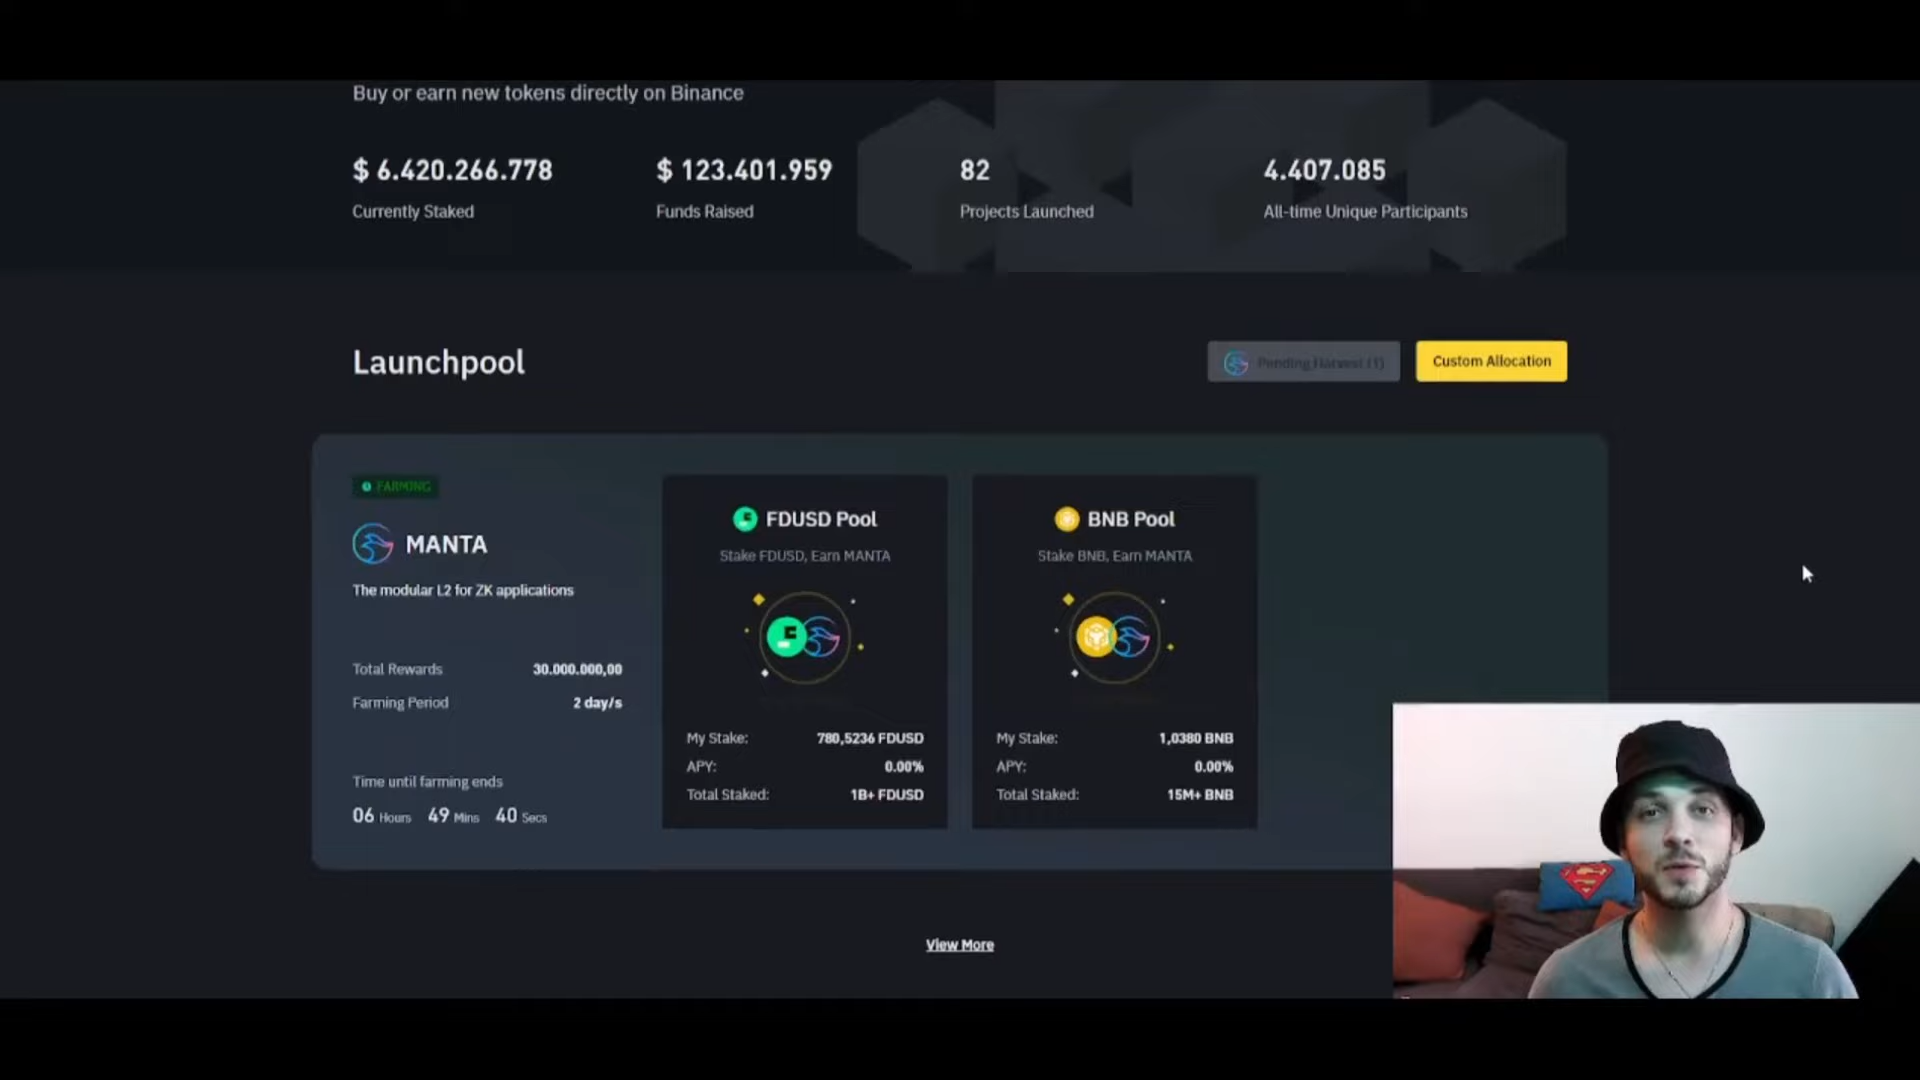 Buy or earn new tokens directly on Binance
$ 6.420.266.778
Currently Staked
$ 123.401.959
Funds Raised
82
Projects Launched
4.407.085
All-time Unique Participants
Launchpool
Pending Harvest (1)
Custom Allocation
FARMING
MANTA
The modular L2 for ZK applications
Total Rewards 30.000.000,00
Farming Period 2 day/s
Time until farming ends
06 Hours 49 Mins 40 Secs
FDUSD Pool
Stake FDUSD, Earn MANTA
My Stake: 780,5236 FDUSD
APY: 0.00%
Total Staked: 1B+ FDUSD
BNB Pool
Stake BNB, Earn MANTA
My Stake: 1,0380 BNB
APY: 0.00%
Total Staked: 15M+ BNB
View More